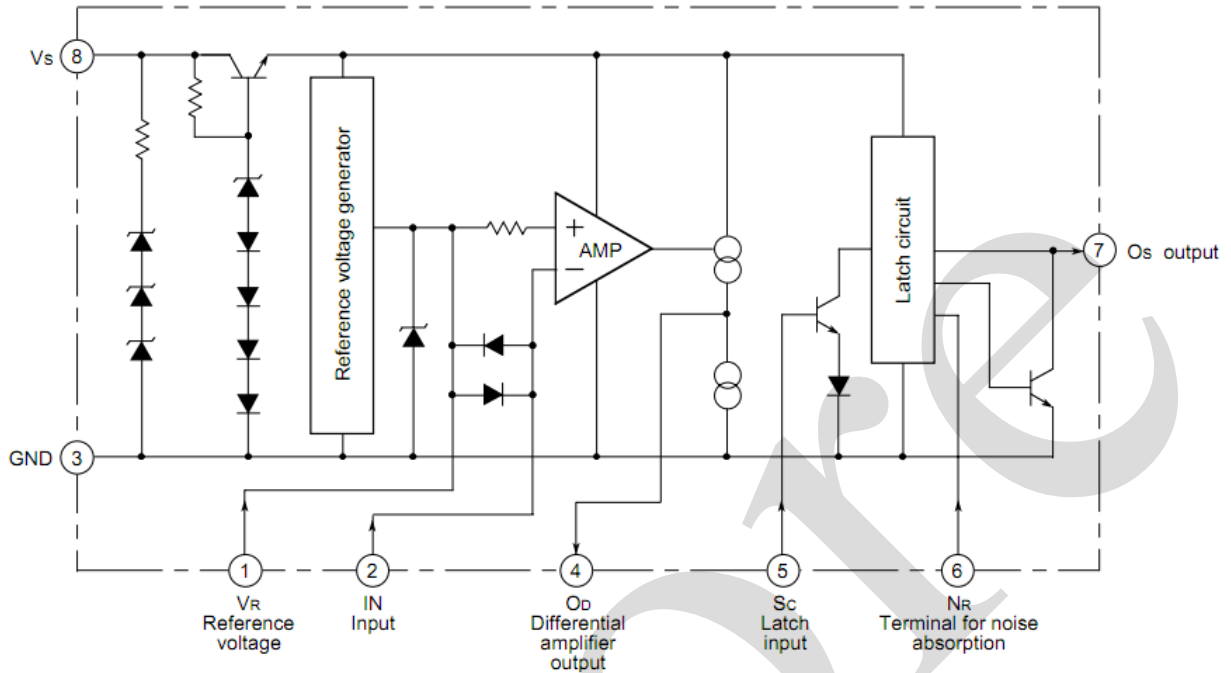 Vs 8
Reference voltage generator
+
AMP
−
Latch circuit
7 Os output
GND 3
1
VR
Reference
voltage
2
IN
Input
4
OD
Differential
amplifier
output
5
Sc
Latch
input
6
NR
Terminal for noise
absorption